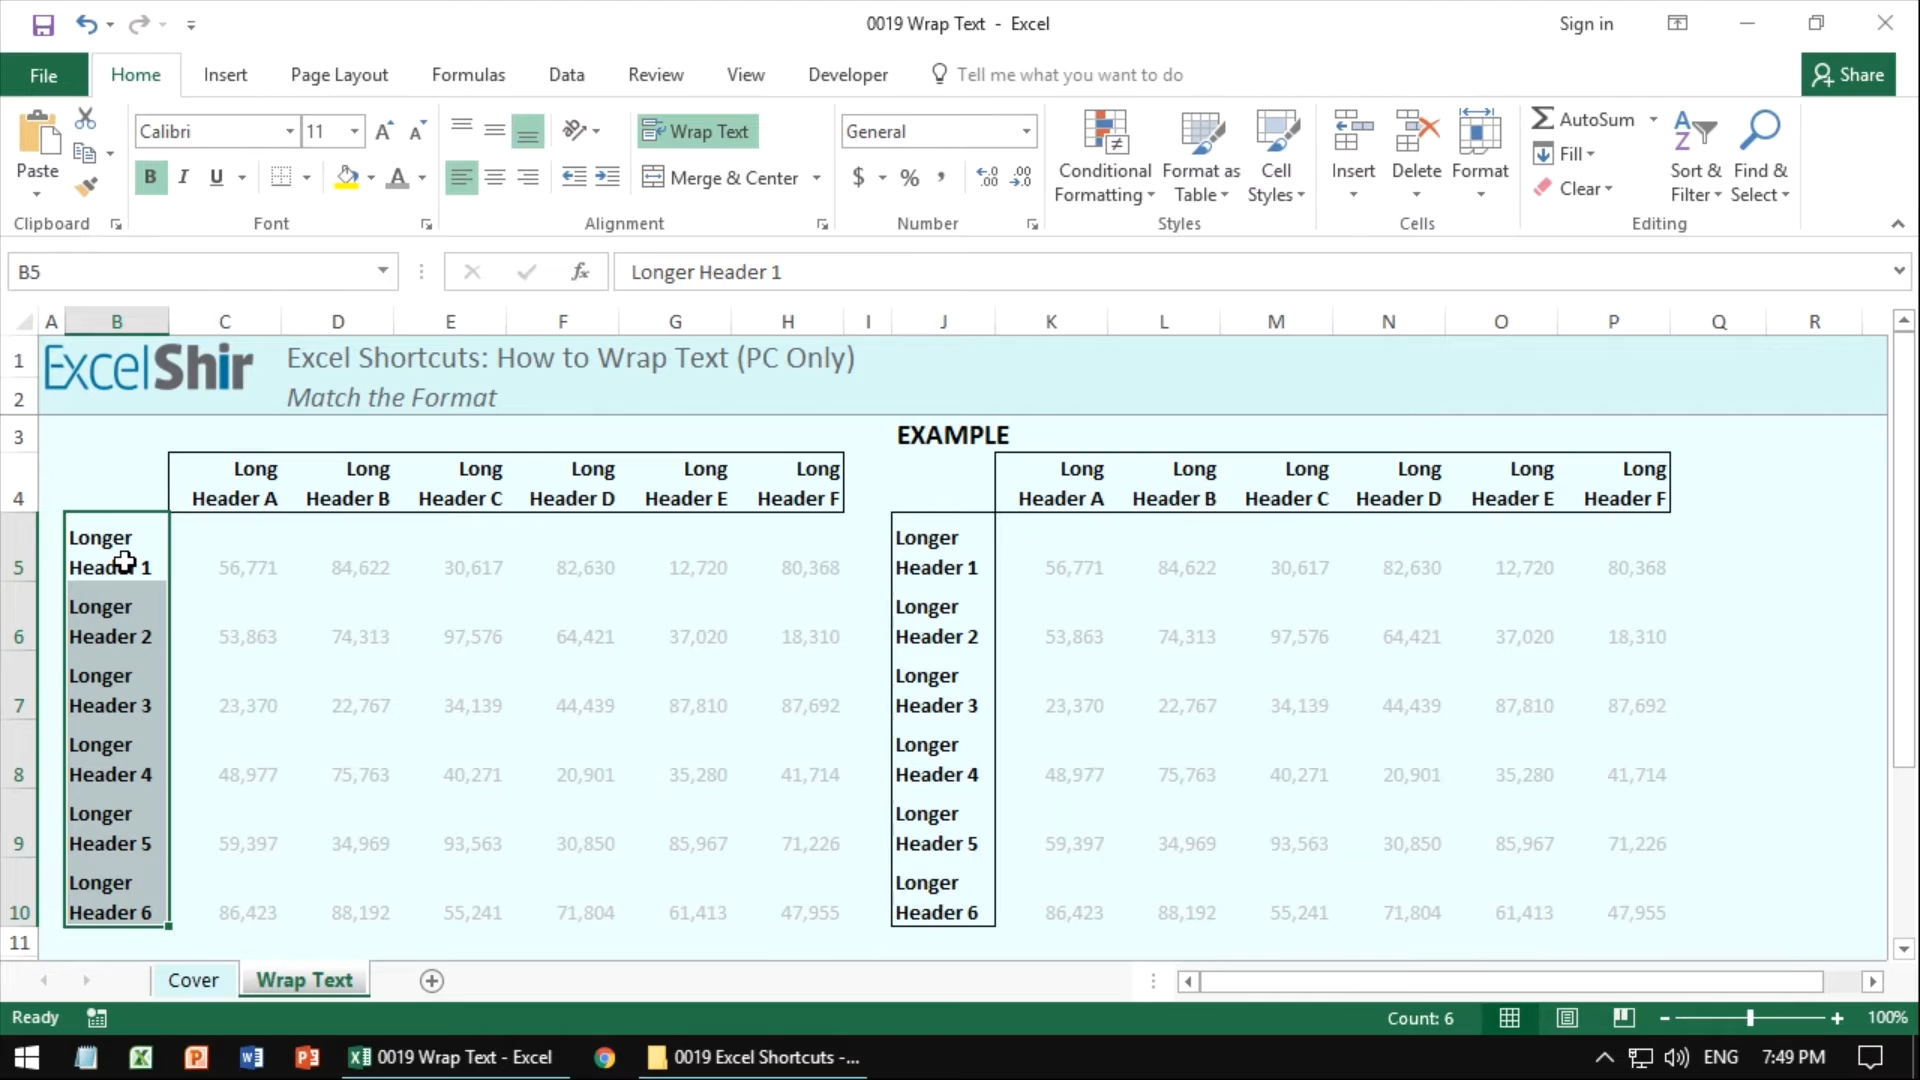 0019 Wrap Text - Excel
Sign in
File Home Insert Page Layout Formulas Data Review View Developer Tell me what you want to do Share
Paste
Calibri 11
B I U
Wrap Text
Merge & Center
General
$ % ,
Conditional Formatting
Format as Table
Cell Styles
Insert Delete Format
AutoSum
Fill
Clear
Sort & Filter
Find & Select
Clipboard Font Alignment Number Styles Cells Editing
B5 fx Longer Header 1
A B C D E F G H I J K L M N O P Q R
1 ExcelShir Excel Shortcuts: How to Wrap Text (PC Only)
2 Match the Format
3 EXAMPLE
Long Long Long Long Long Long Long Long Long Long Long Long
4 Header A Header B Header C Header D Header E Header F Header A Header B Header C Header D Header E Header F
Longer Longer
5 Header 1 56,771 84,622 30,617 82,630 12,720 80,368 Header 1 56,771 84,622 30,617 82,630 12,720 80,368
Longer Longer
6 Header 2 53,863 74,313 97,576 64,421 37,020 18,310 Header 2 53,863 74,313 97,576 64,421 37,020 18,310
Longer Longer
7 Header 3 23,370 22,767 34,139 44,439 87,810 87,692 Header 3 23,370 22,767 34,139 44,439 87,810 87,692
Longer Longer
8 Header 4 48,977 75,763 40,271 20,901 35,280 41,714 Header 4 48,977 75,763 40,271 20,901 35,280 41,714
Longer Longer
9 Header 5 59,397 34,969 93,563 30,850 85,967 71,226 Header 5 59,397 34,969 93,563 30,850 85,967 71,226
Longer Longer
10 Header 6 86,423 88,192 55,241 71,804 61,413 47,955 Header 6 86,423 88,192 55,241 71,804 61,413 47,955
11
Cover Wrap Text
Ready Count: 6 100%
0019 Wrap Text - Excel 0019 Excel Shortcuts -... ENG 7:49 PM